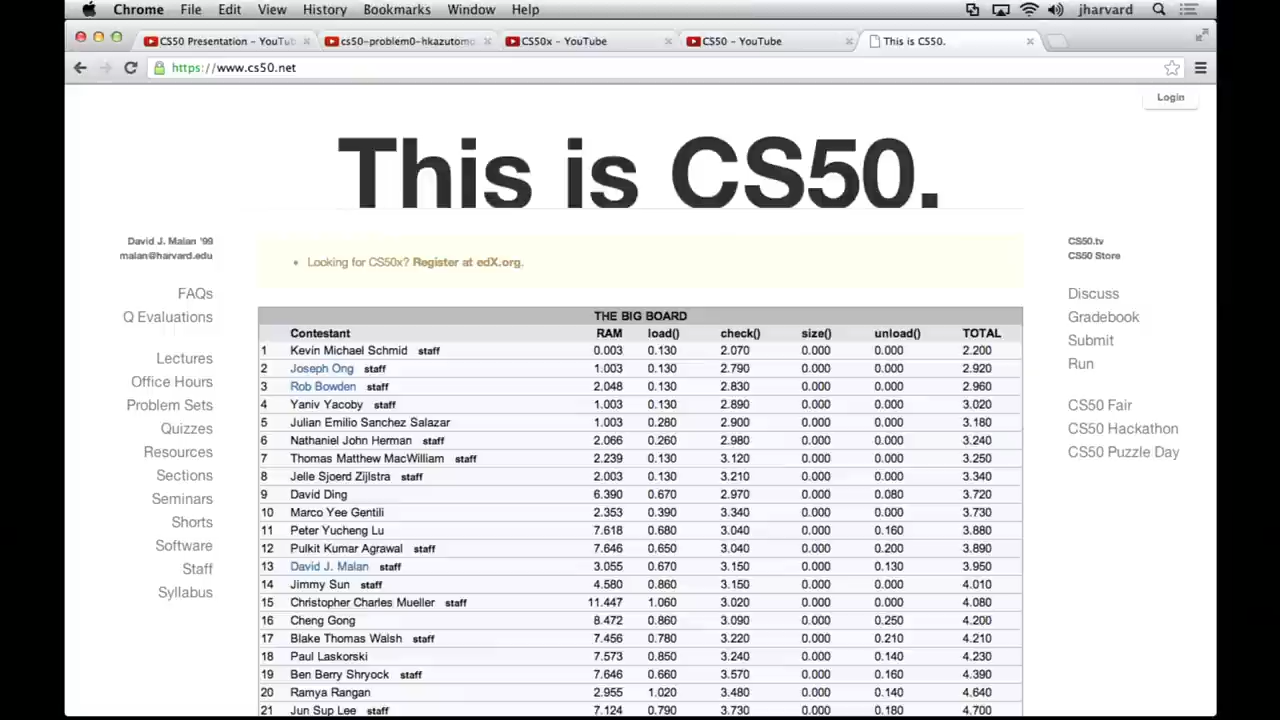 Chrome File Edit View History Bookmarks Window Help jharvard
CS50 Presentation - YouTub cs50-problem0-hkazutomo CS50x - YouTube CS50 - YouTube This is CS50.
https://www.cs50.net
Login
This is CS50.
David J. Malan '99
malan@harvard.edu
FAQs
Q Evaluations
Lectures
Office Hours
Problem Sets
Quizzes
Resources
Sections
Seminars
Shorts
Software
Staff
Syllabus
• Looking for CS50x? Register at edX.org.
THE BIG BOARD
Contestant RAM load() check() size() unload() TOTAL
1 Kevin Michael Schmid staff 0.003 0.130 2.070 0.000 0.000 2.200
2 Joseph Ong staff 1.003 0.130 2.790 0.000 0.000 2.920
3 Rob Bowden staff 2.048 0.130 2.830 0.000 0.000 2.960
4 Yaniv Yacoby staff 1.003 0.130 2.890 0.000 0.000 3.020
5 Julian Emilio Sanchez Salazar 1.003 0.280 2.900 0.000 0.000 3.180
6 Nathaniel John Herman staff 2.066 0.260 2.980 0.000 0.000 3.240
7 Thomas Matthew MacWilliam staff 2.239 0.130 3.120 0.000 0.000 3.250
8 Jelle Sjoerd Zijlstra staff 2.003 0.130 3.210 0.000 0.000 3.340
9 David Ding 6.390 0.670 2.970 0.000 0.080 3.720
10 Marco Yee Gentili 2.353 0.390 3.340 0.000 0.000 3.730
11 Peter Yucheng Lu 7.618 0.680 3.040 0.000 0.160 3.880
12 Pulkit Kumar Agrawal staff 7.646 0.650 3.040 0.000 0.200 3.890
13 David J. Malan staff 3.055 0.670 3.150 0.000 0.130 3.950
14 Jimmy Sun staff 4.580 0.860 3.150 0.000 0.000 4.010
15 Christopher Charles Mueller staff 11.447 1.060 3.020 0.000 0.000 4.080
16 Cheng Gong 8.472 0.860 3.090 0.000 0.250 4.200
17 Blake Thomas Walsh staff 7.456 0.780 3.220 0.000 0.210 4.210
18 Paul Laskorski 7.573 0.850 3.240 0.000 0.140 4.230
19 Ben Berry Shryock staff 7.646 0.660 3.570 0.000 0.160 4.390
20 Ramya Rangan 2.955 1.020 3.480 0.000 0.140 4.640
21 Jun Sup Lee staff 7.124 0.790 3.730 0.000 0.180 4.700
CS50.tv
CS50 Store
Discuss
Gradebook
Submit
Run
CS50 Fair
CS50 Hackathon
CS50 Puzzle Day